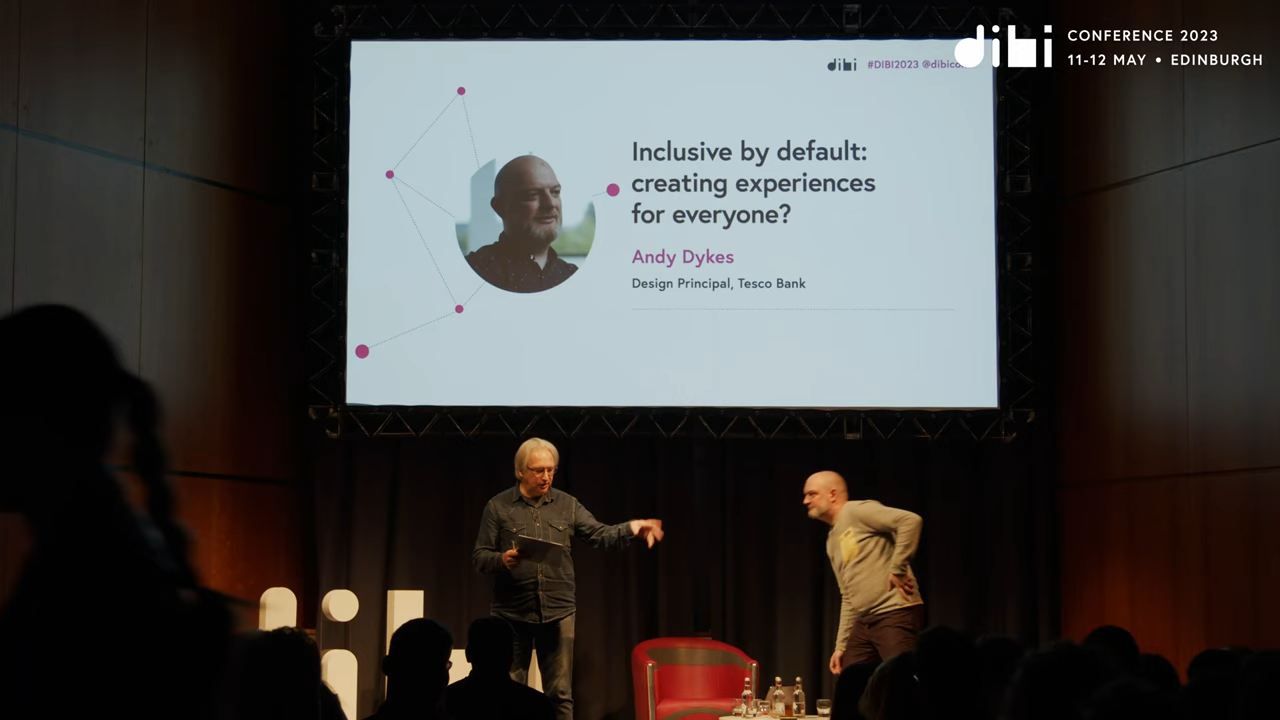 dibi
CONFERENCE 2023
11-12 MAY • EDINBURGH
dibi #DIBI2023
Inclusive by default:
creating experiences
for everyone?
Andy Dykes
Design Principal, Tesco Bank